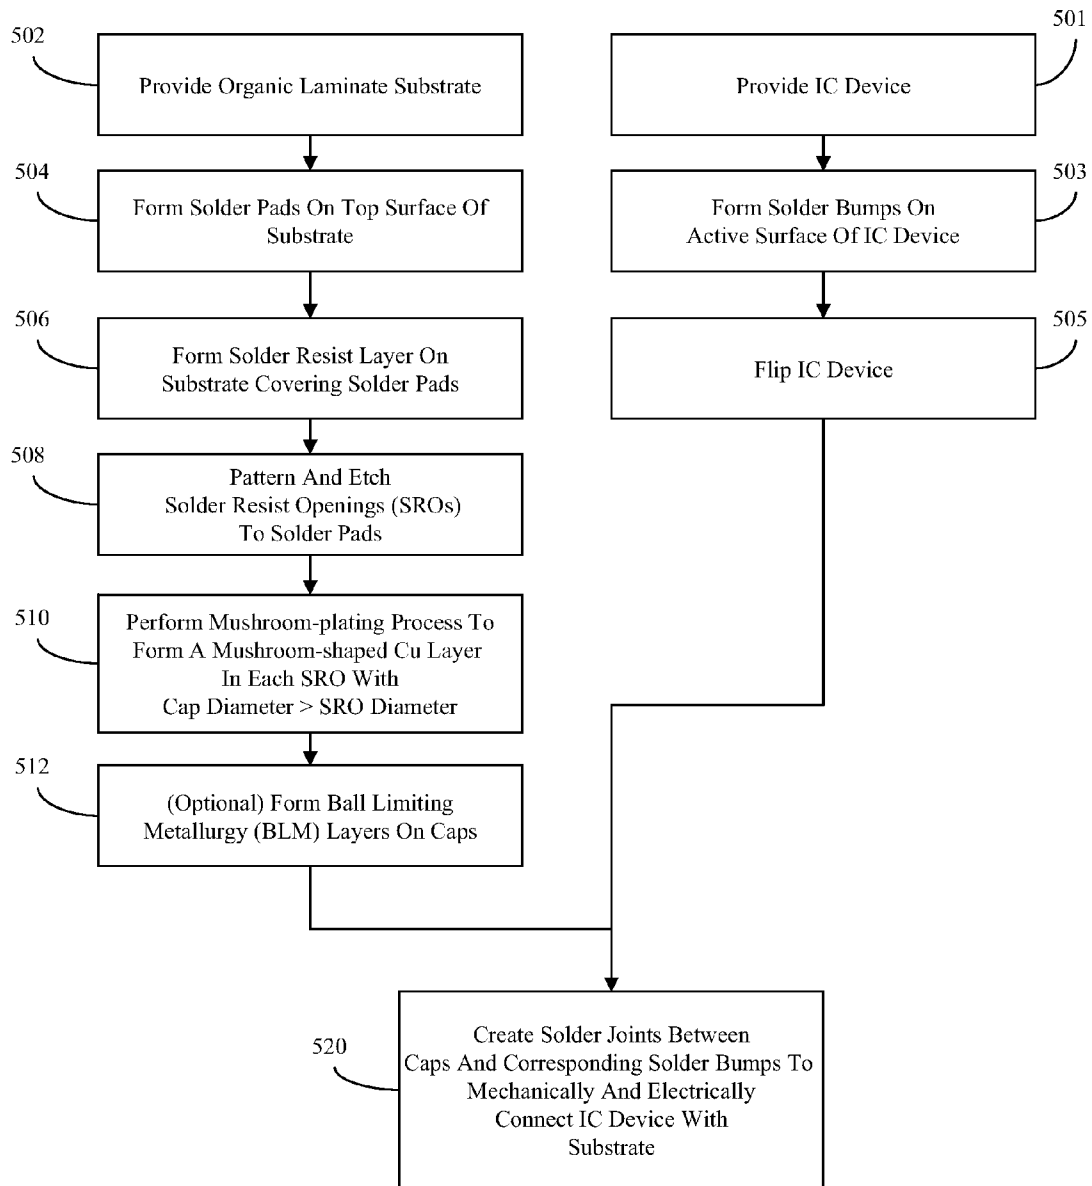 502
Provide Organic Laminate Substrate
501
Provide IC Device
504
Form Solder Pads On Top Surface Of
Substrate
503
Form Solder Bumps On
Active Surface Of IC Device
506
Form Solder Resist Layer On
Substrate Covering Solder Pads
505
Flip IC Device
508
Pattern And Etch
Solder Resist Openings (SROs)
To Solder Pads
510
Perform Mushroom-plating Process To
Form A Mushroom-shaped Cu Layer
In Each SRO With
Cap Diameter > SRO Diameter
512
(Optional) Form Ball Limiting
Metallurgy (BLM) Layers On Caps
520
Create Solder Joints Between
Caps And Corresponding Solder Bumps To
Mechanically And Electrically
Connect IC Device With
Substrate